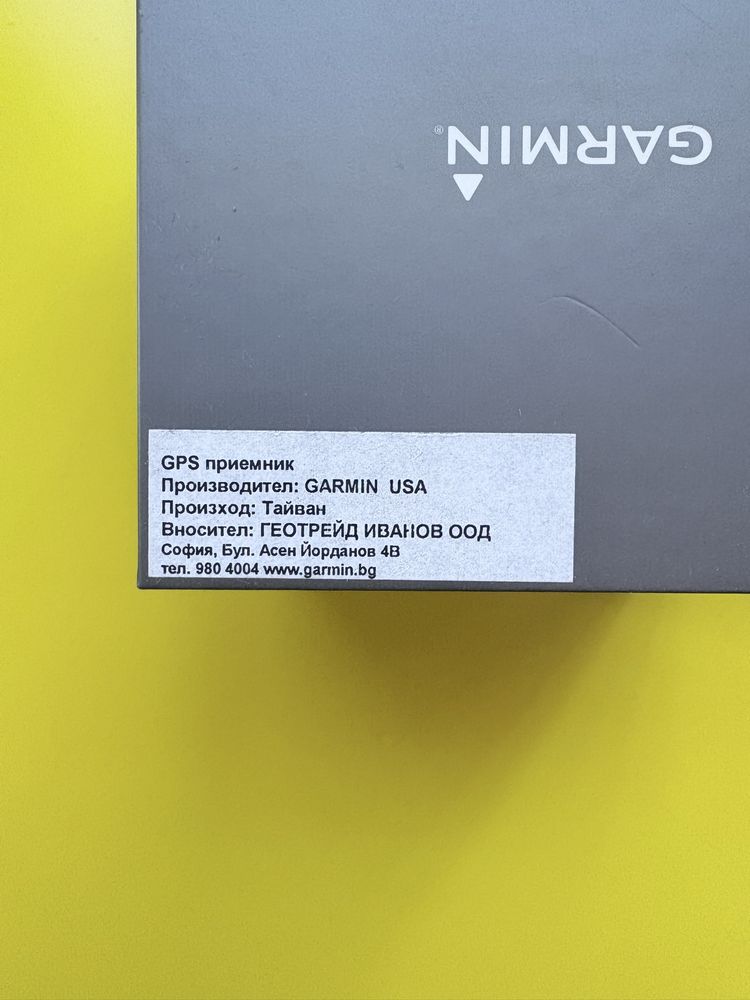 GARMIN®
GPS приемник
Производител: GARMIN USA
Произход: Тайван
Вносител: ГЕОТРЕЙД ИВАНОВ ООД
София, Бул. Асен Йорданов 4В
тел. 980 4004 www.garmin.bg